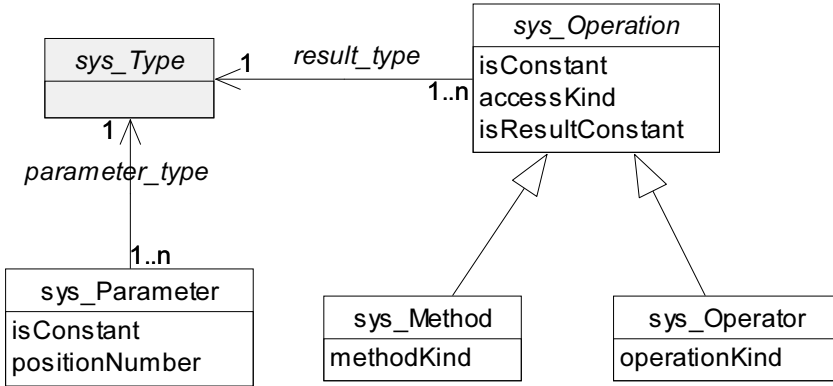 sys_Type
1
result_type
1..n
sys_Operation
isConstant
accessKind
isResultConstant
1
parameter_type
1..n
sys_Parameter
isConstant
positionNumber
sys_Method
methodKind
sys_Operator
operationKind